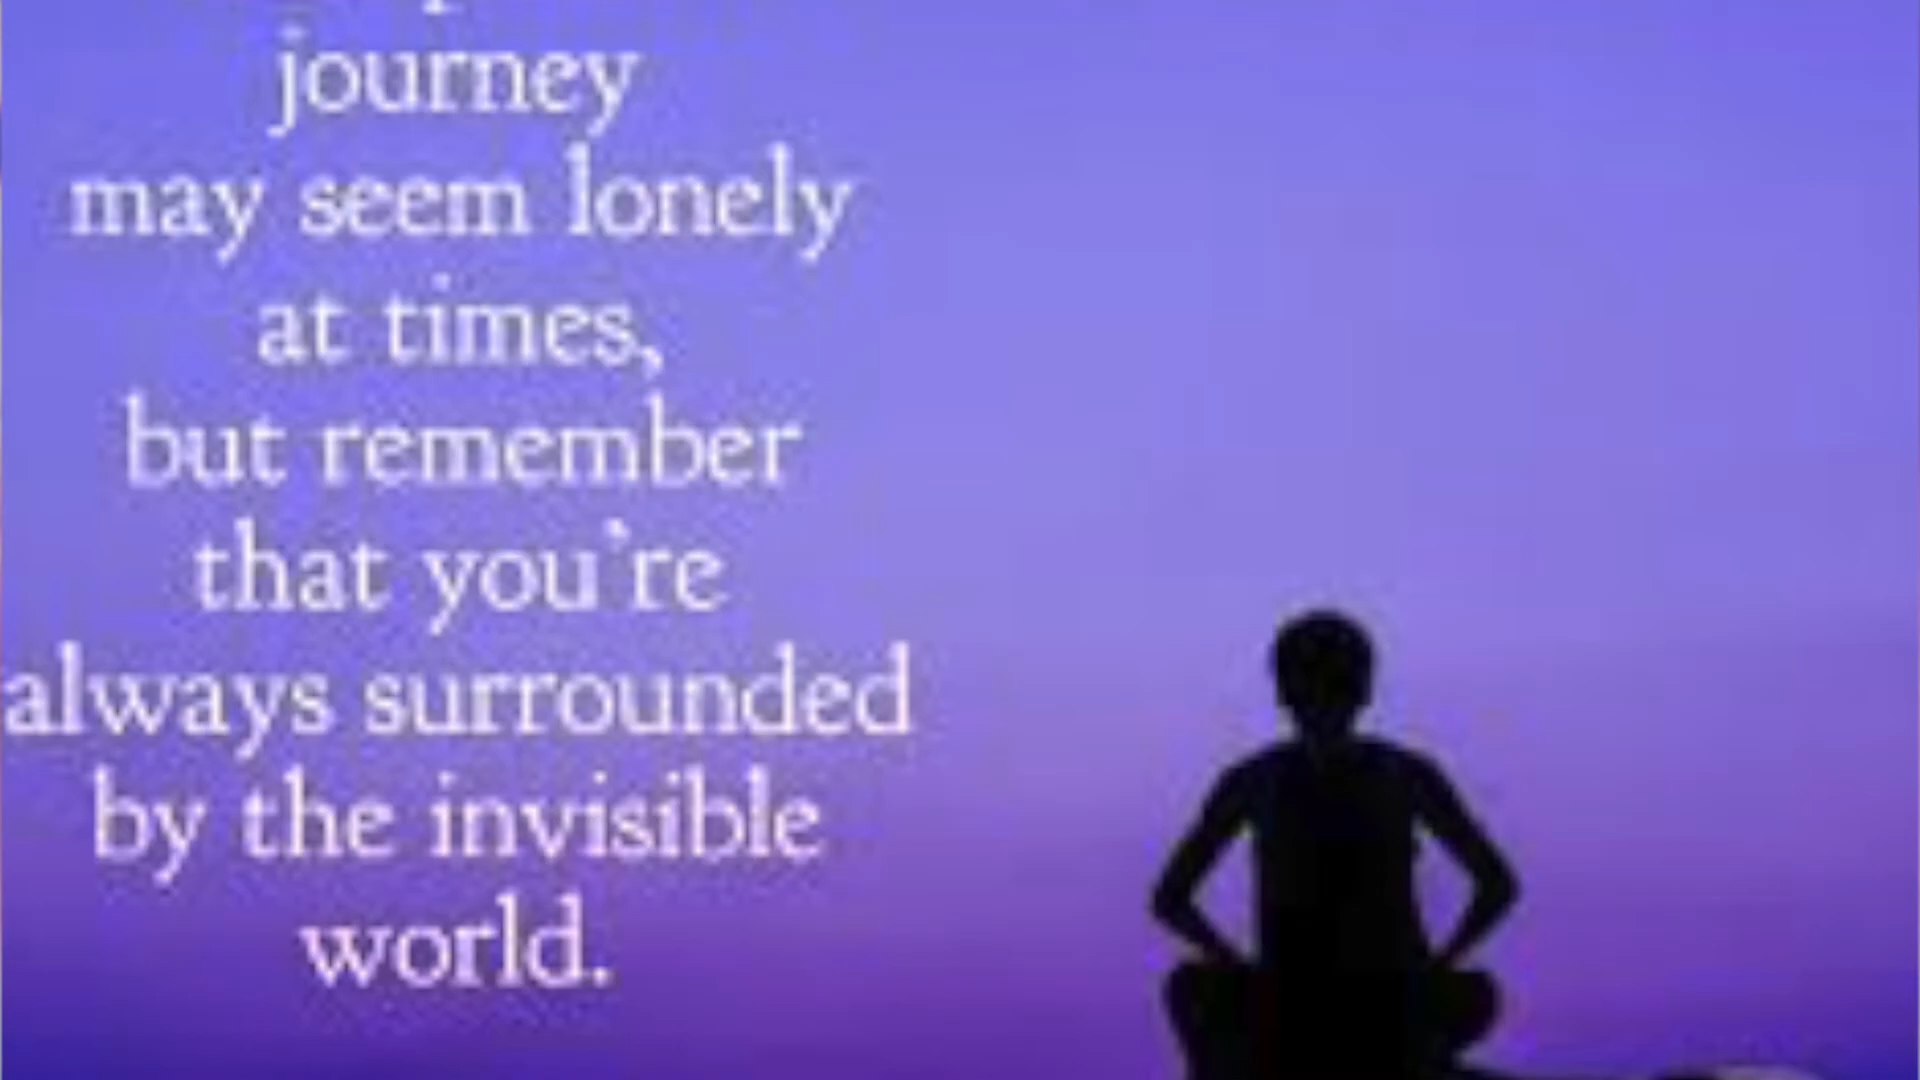 journey
may seem lonely
at times,
but remember
that you're
always surrounded
by the invisible
world.